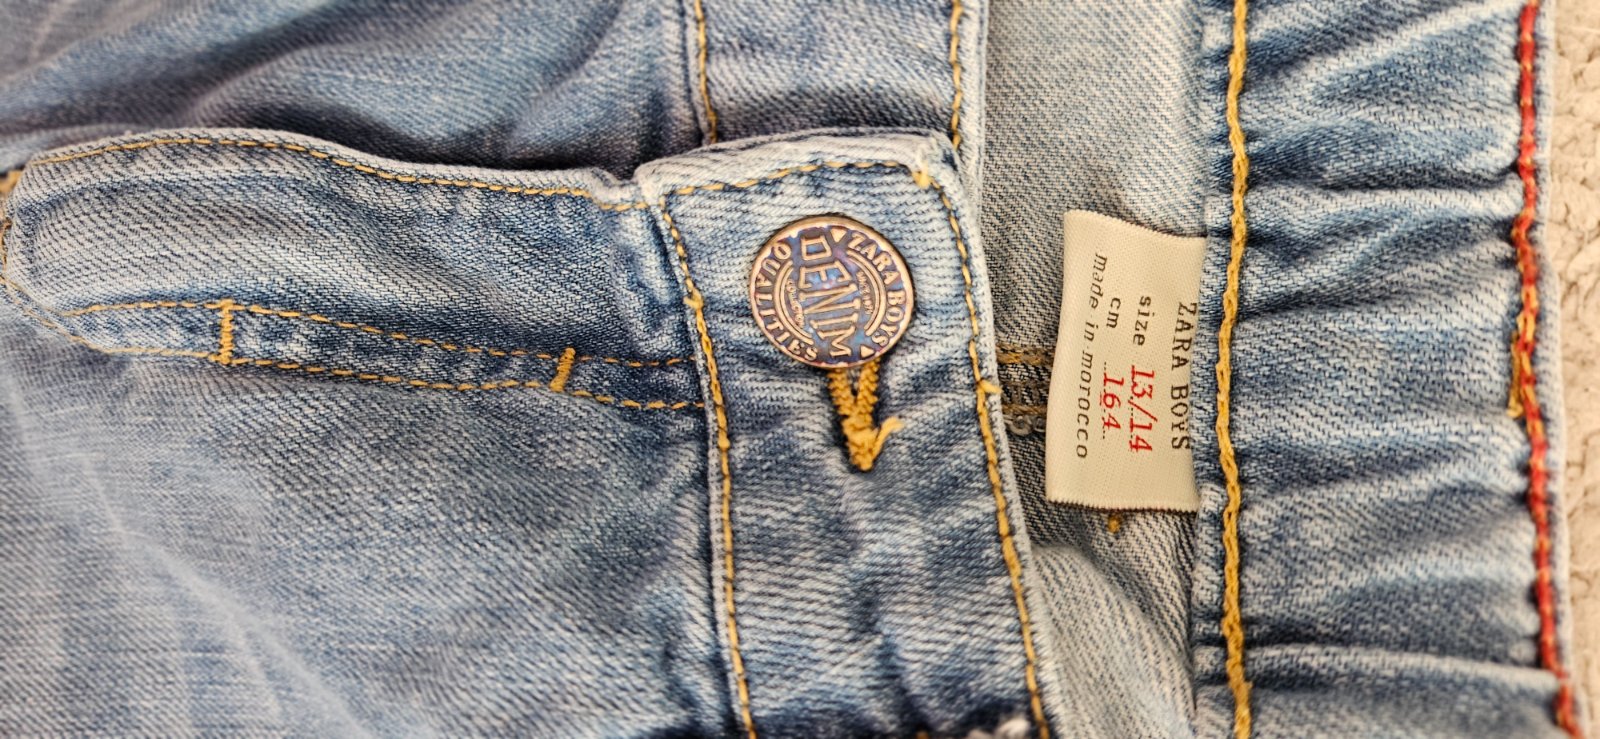 ZARA BOYS
DENIM
QUALITIES
ZARA BOYS
size 13/14
cm 164
made in morocco